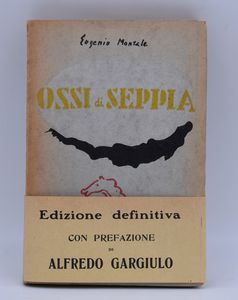 Eugenio Montale
OSSI di SEPPIA
Edizione definitiva
CON PREFAZIONE
DI
ALFREDO GARGIULO